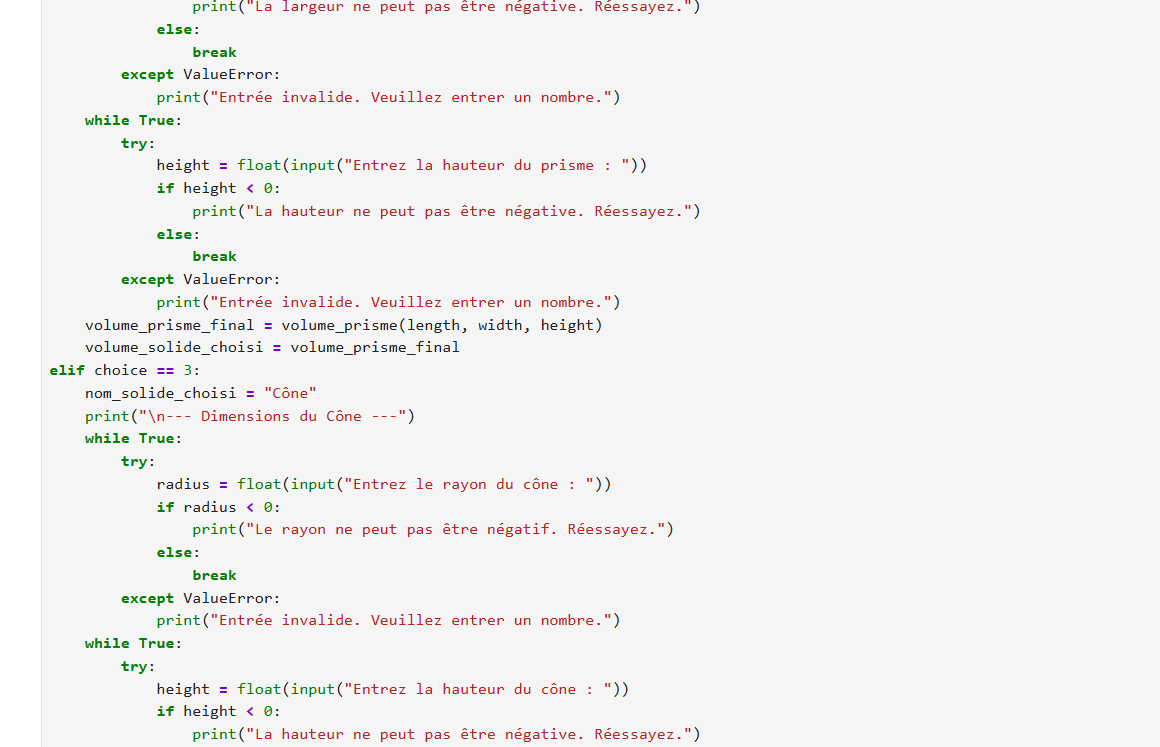 print("La largeur ne peut pas être négative. Réessayez.")
            else:
                break
        except ValueError:
            print("Entrée invalide. Veuillez entrer un nombre.")
    while True:
        try:
            height = float(input("Entrez la hauteur du prisme : "))
            if height < 0:
                print("La hauteur ne peut pas être négative. Réessayez.")
            else:
                break
        except ValueError:
            print("Entrée invalide. Veuillez entrer un nombre.")
    volume_prisme_final = volume_prisme(length, width, height)
    volume_solide_choisi = volume_prisme_final
elif choice == 3:
    nom_solide_choisi = "Cône"
    print("\n--- Dimensions du Cône ---")
    while True:
        try:
            radius = float(input("Entrez le rayon du cône : "))
            if radius < 0:
                print("Le rayon ne peut pas être négatif. Réessayez.")
            else:
                break
        except ValueError:
            print("Entrée invalide. Veuillez entrer un nombre.")
    while True:
        try:
            height = float(input("Entrez la hauteur du cône : "))
            if height < 0:
                print("La hauteur ne peut pas être négative. Réessayez.")